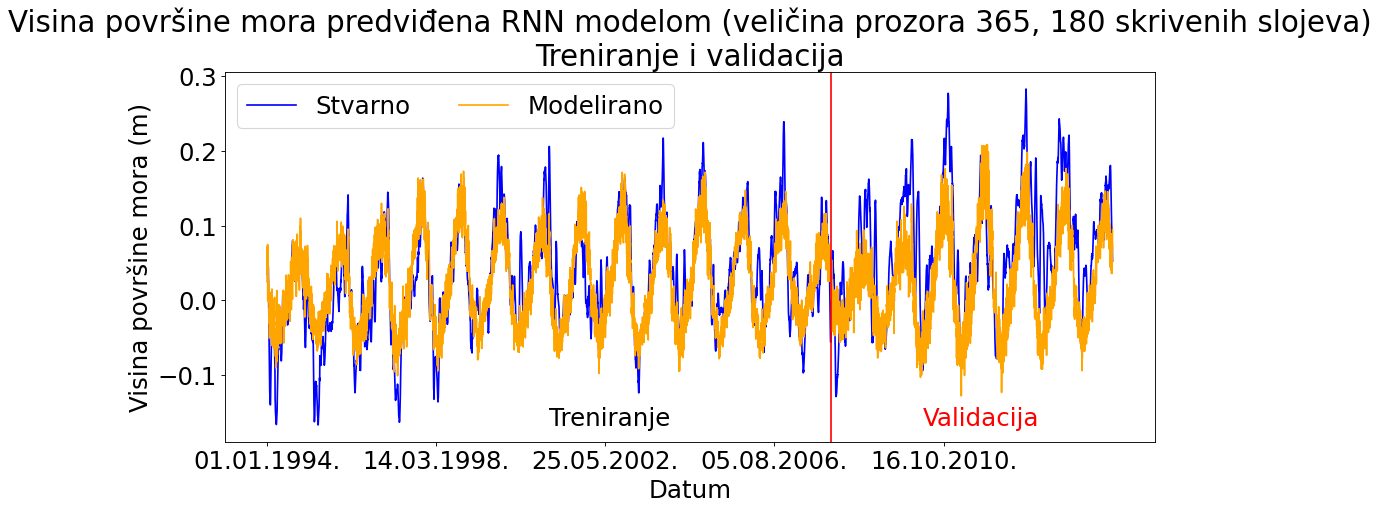 Visina površine mora predviđena RNN modelom (veličina prozora 365, 180 skrivenih slojeva)
Treniranje i validacija
Stvarno
Modelirano
Visina površine mora (m)
0.3
0.2
0.1
0.0
−0.1
Treniranje
Validacija
01.01.1994.
14.03.1998.
25.05.2002.
05.08.2006.
16.10.2010.
Datum